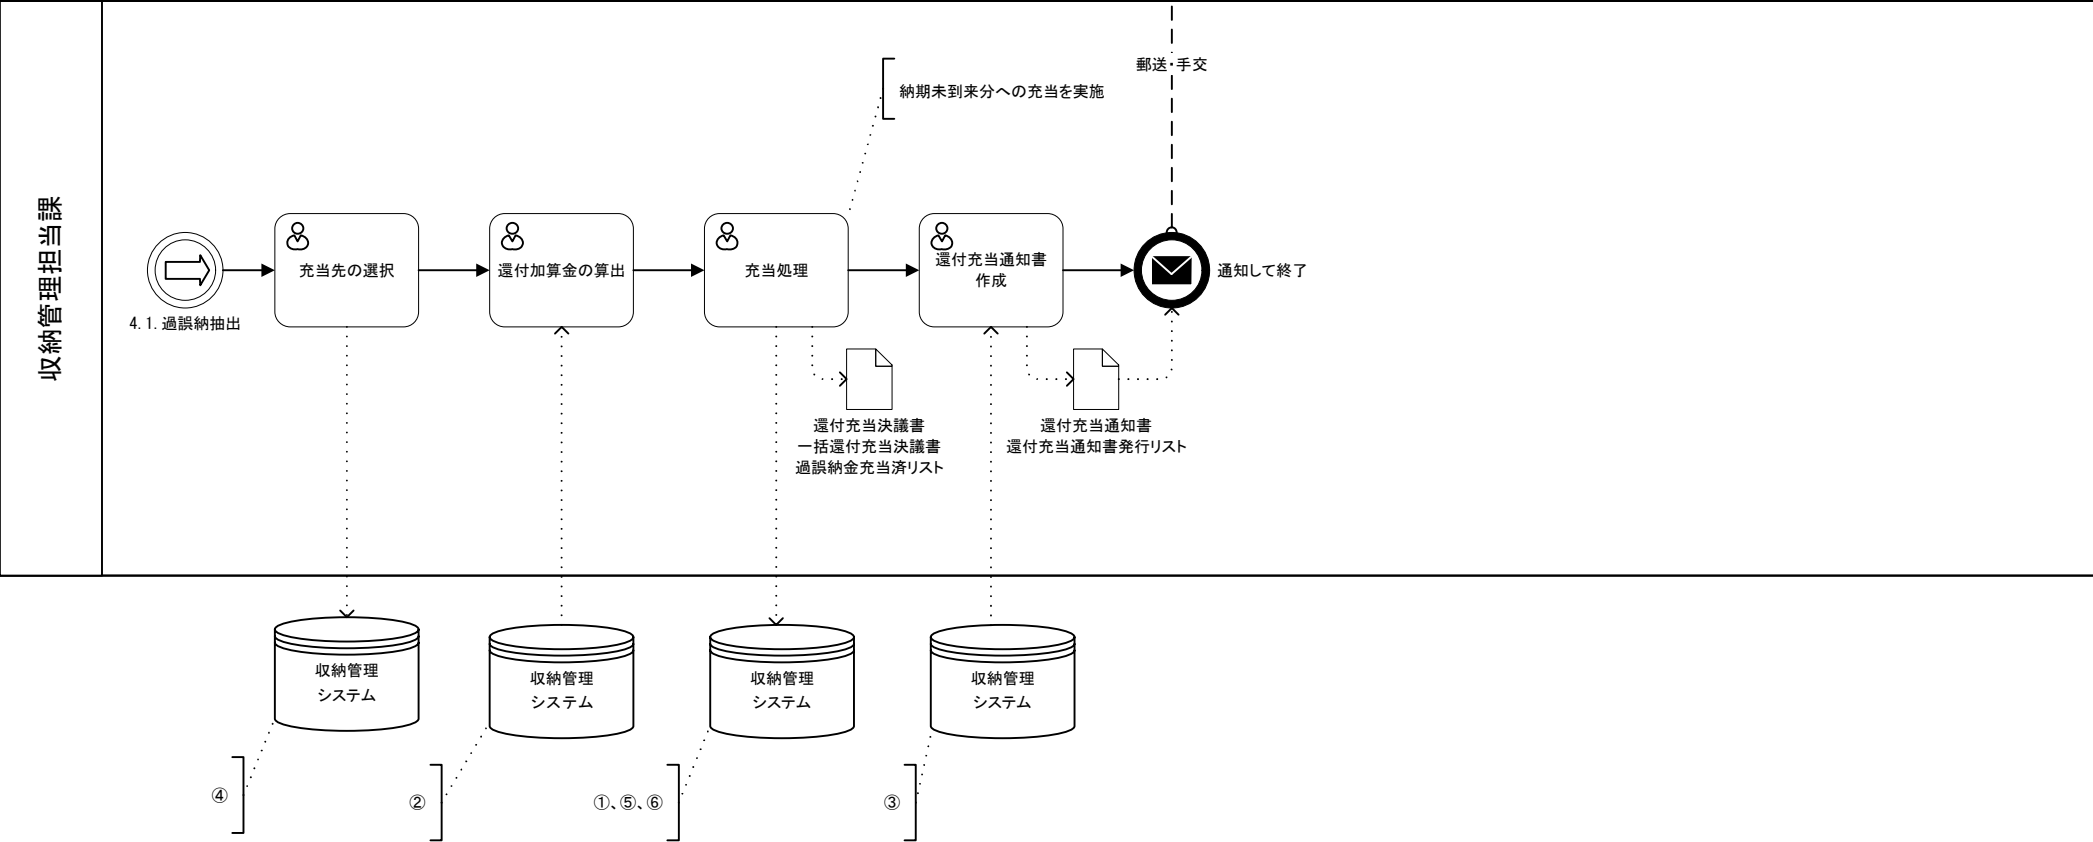 収納管理担当課
郵送・手交
納期未到来分への充当を実施
4.1.過誤納抽出
充当先の選択
還付加算金の算出
充当処理
還付充当通知書
作成
通知して終了
還付充当決議書
一括還付充当決議書
過誤納金充当済リスト
還付充当通知書
還付充当通知書発行リスト
収納管理
システム
収納管理
システム
収納管理
システム
収納管理
システム
④
②
①、⑤、⑥
③